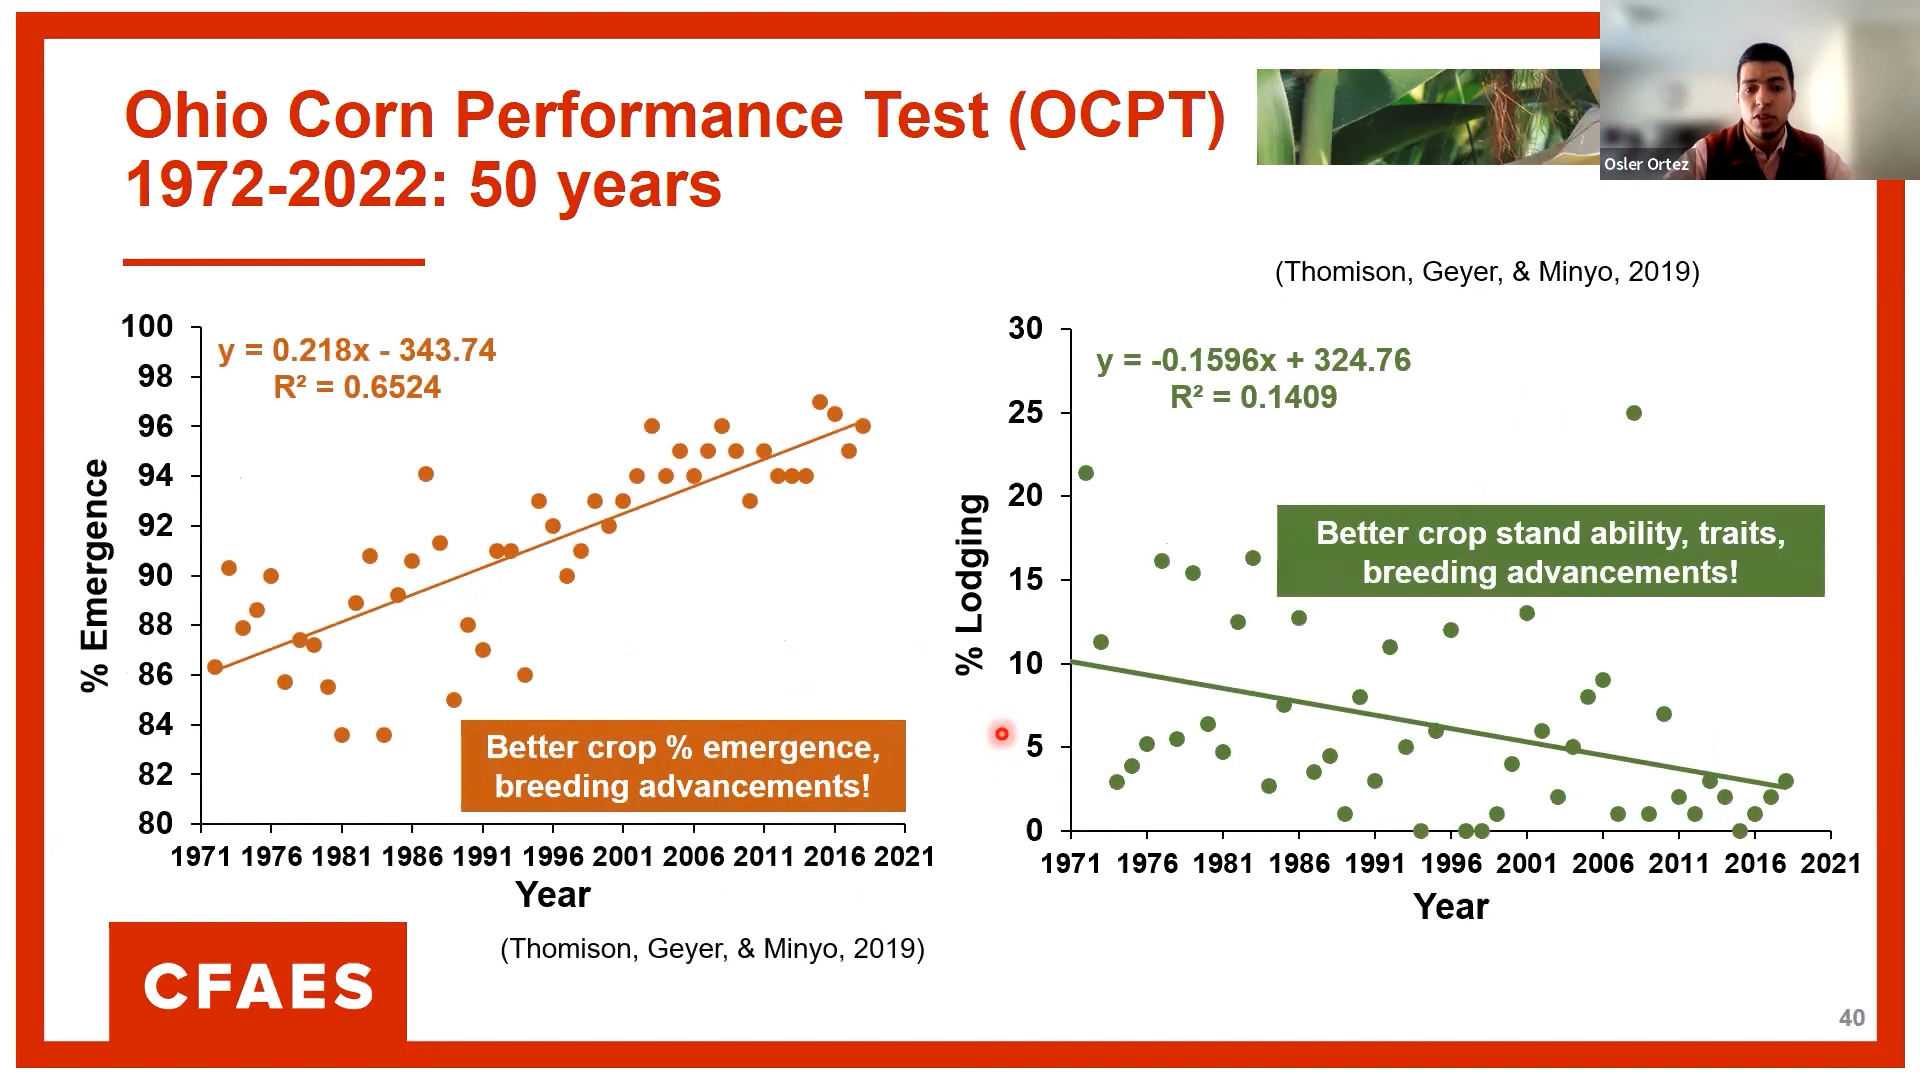 Ohio Corn Performance Test (OCPT)
1972-2022: 50 years
Osler Ortez
(Thomison, Geyer, & Minyo, 2019)
y = 0.218x - 343.74
R² = 0.6524
100
98
96
94
92
90
88
86
84
82
80
% Emergence
Better crop % emergence,
breeding advancements!
1971 1976 1981 1986 1991 1996 2001 2006 2011 2016 2021
Year
(Thomison, Geyer, & Minyo, 2019)
y = -0.1596x + 324.76
R² = 0.1409
30
25
20
15
10
5
0
% Lodging
Better crop stand ability, traits,
breeding advancements!
1971 1976 1981 1986 1991 1996 2001 2006 2011 2016 2021
Year
CFAES
40